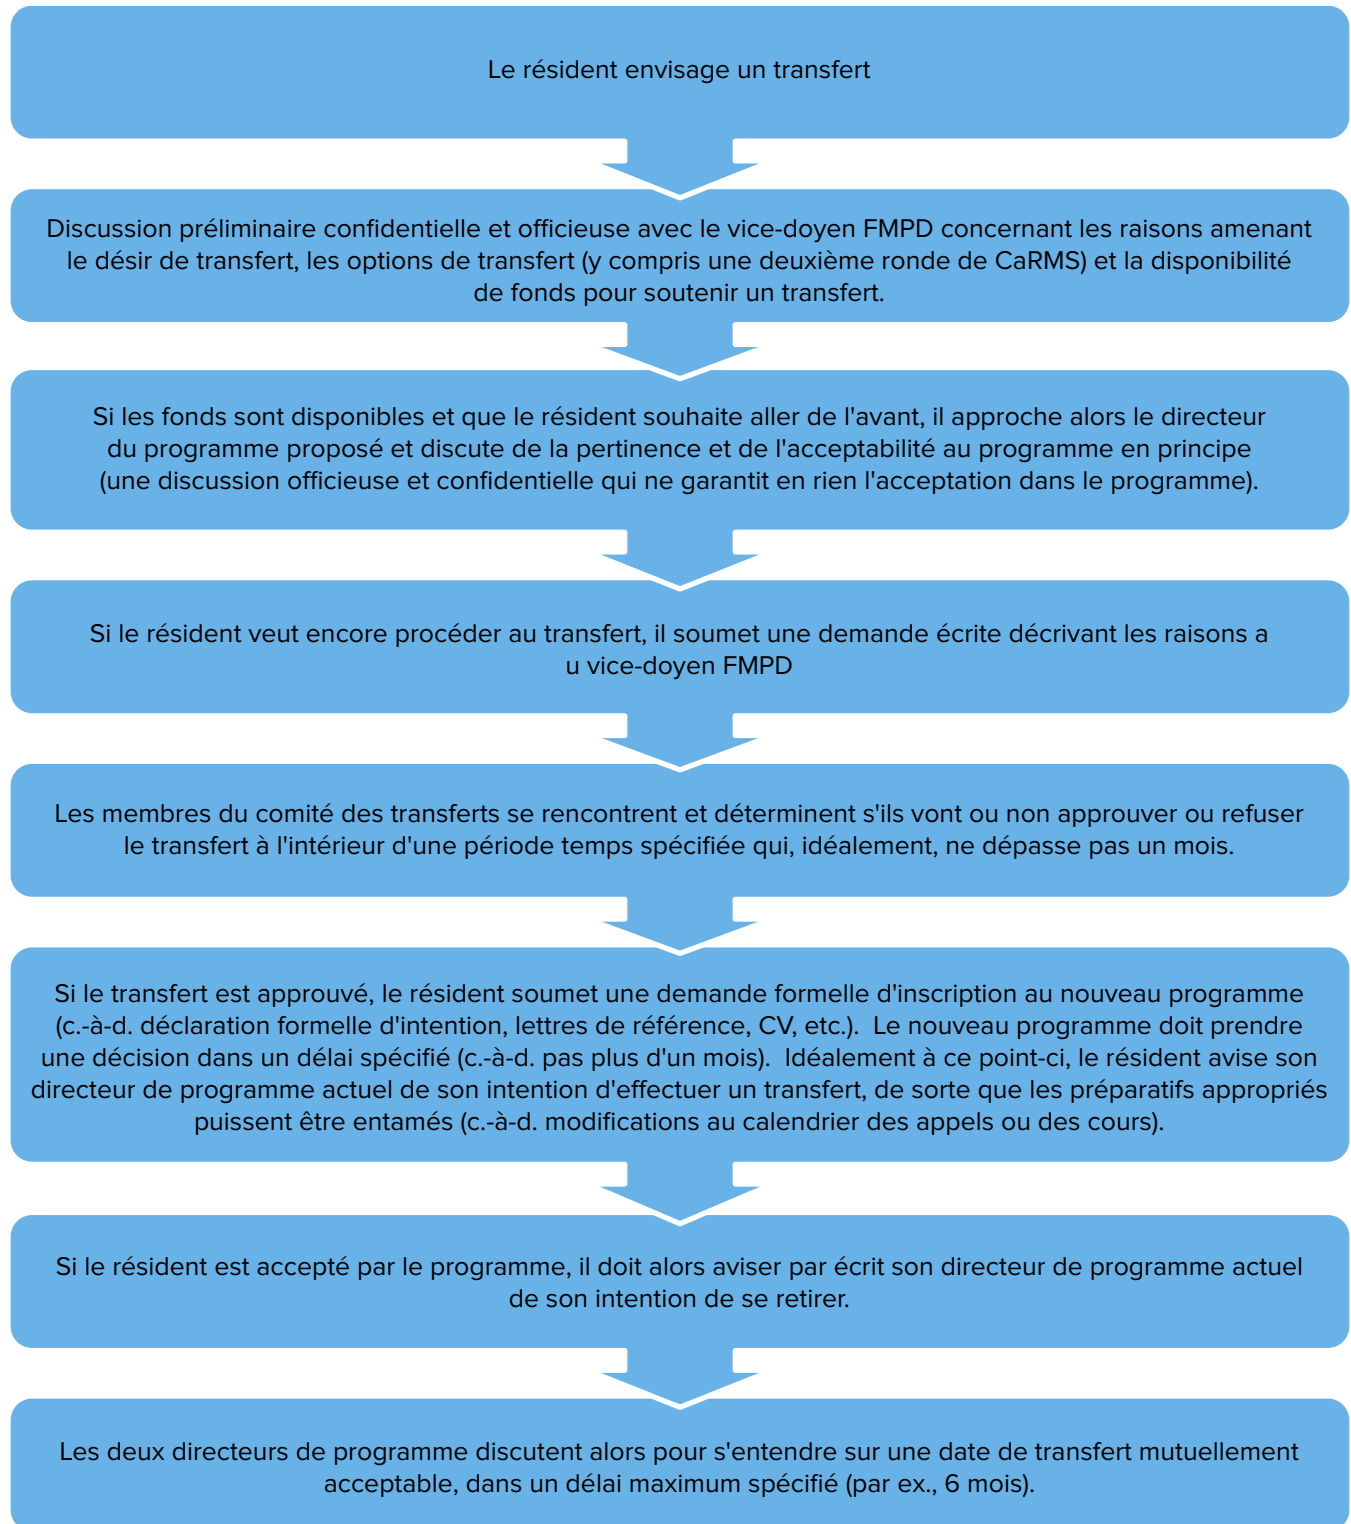 Le résident envisage un transfert
Discussion préliminaire confidentielle et officieuse avec le vice-doyen FMPD concernant les raisons amenant
le désir de transfert, les options de transfert (y compris une deuxième ronde de CaRMS) et la disponibilité
de fonds pour soutenir un transfert.
Si les fonds sont disponibles et que le résident souhaite aller de l'avant, il approche alors le directeur
du programme proposé et discute de la pertinence et de l'acceptabilité au programme en principe
(une discussion officieuse et confidentielle qui ne garantit en rien l'acceptation dans le programme).
Si le résident veut encore procéder au transfert, il soumet une demande écrite décrivant les raisons a
u vice-doyen FMPD
Les membres du comité des transferts se rencontrent et déterminent s'ils vont ou non approuver ou refuser
le transfert à l'intérieur d'une période temps spécifiée qui, idéalement, ne dépasse pas un mois.
Si le transfert est approuvé, le résident soumet une demande formelle d'inscription au nouveau programme
(c.-à-d. déclaration formelle d'intention, lettres de référence, CV, etc.).  Le nouveau programme doit prendre
une décision dans un délai spécifié (c.-à-d. pas plus d'un mois).  Idéalement à ce point-ci, le résident avise son
directeur de programme actuel de son intention d'effectuer un transfert, de sorte que les préparatifs appropriés
puissent être entamés (c.-à-d. modifications au calendrier des appels ou des cours).
Si le résident est accepté par le programme, il doit alors aviser par écrit son directeur de programme actuel
de son intention de se retirer.
Les deux directeurs de programme discutent alors pour s'entendre sur une date de transfert mutuellement
acceptable, dans un délai maximum spécifié (par ex., 6 mois).